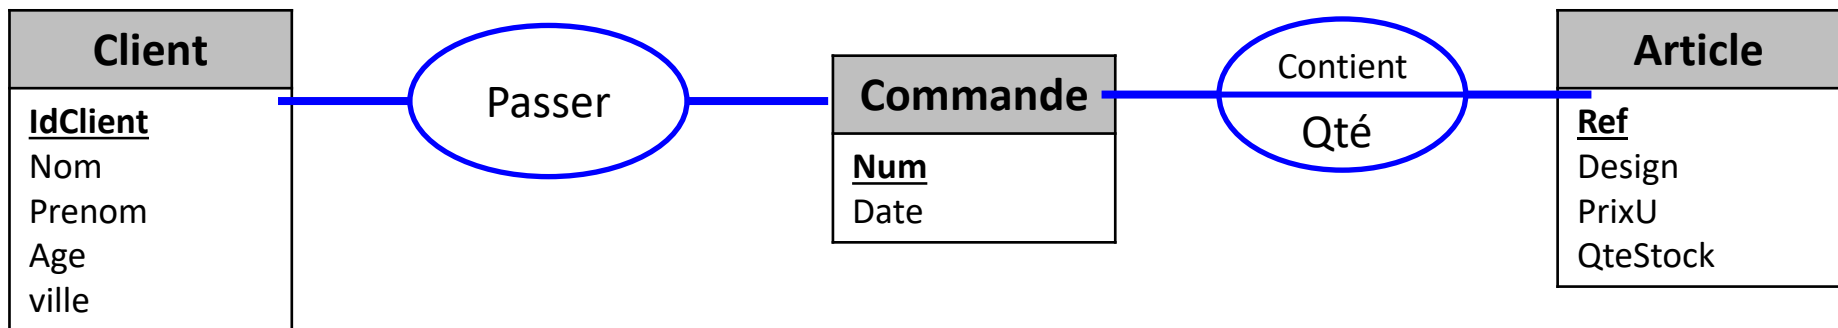 Client
IdClient
Nom
Prenom
Age
ville
Passer
Commande
Num
Date
Contient
Qté
Article
Ref
Design
PrixU
QteStock